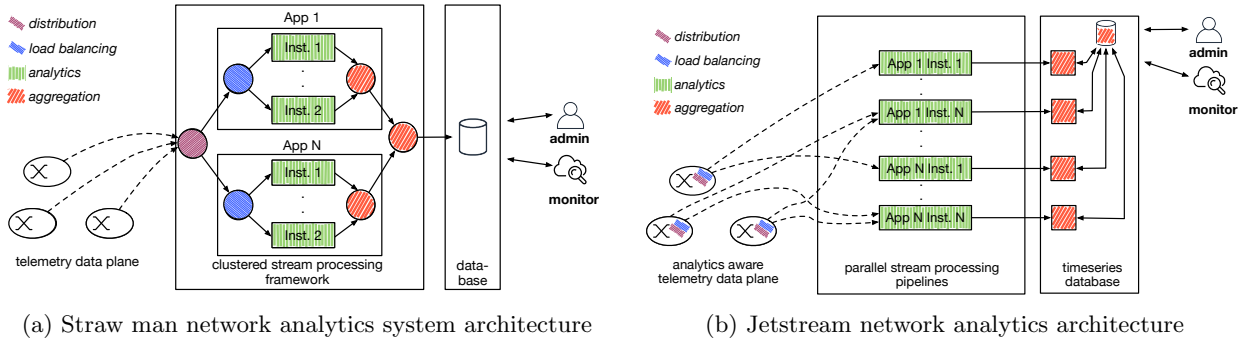 distribution
load balancing
analytics
aggregation
App 1
Inst. 1
Inst. 2
App N
Inst. 1
Inst. 2
admin
monitor
telemetry data plane
clustered stream processing
framework
data-
base
(a) Straw man network analytics system architecture
distribution
load balancing
analytics
aggregation
App 1 Inst. 1
App 1 Inst. N
App N Inst. 1
App N Inst. N
admin
monitor
analytics aware
telemetry data plane
parallel stream processing
pipelines
timeseries
database
(b) Jetstream network analytics architecture